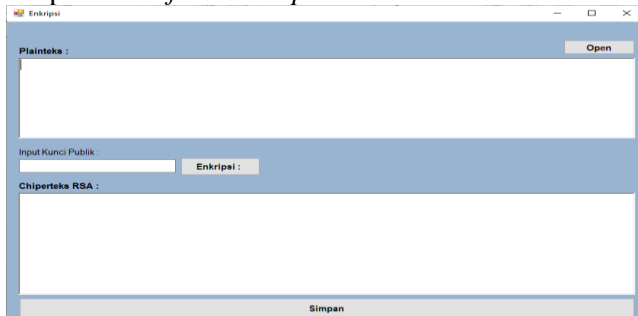 Enkripsi
Plainteks :
Open
Input Kunci Publik :
Enkripsi :
Chiperteks RSA :
Simpan